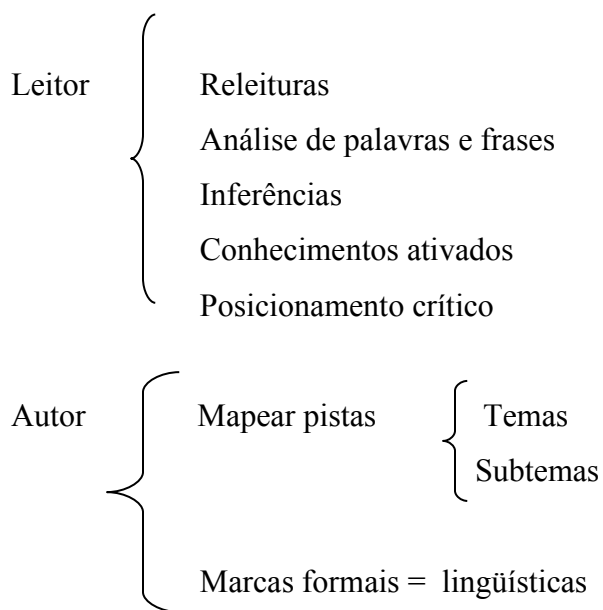 Leitor Releituras
Análise de palavras e frases
Inferências
Conhecimentos ativados
Posicionamento crítico
Autor Mapear pistas Temas
Subtemas
Marcas formais = lingüísticas